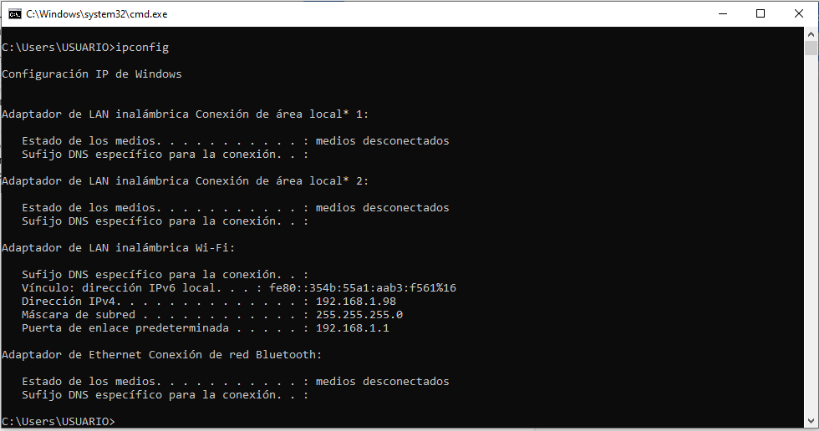 C:\Windows\system32\cmd.exe
C:\Users\USUARIO>ipconfig
Configuración IP de Windows
Adaptador de LAN inalámbrica Conexión de área local* 1:
Estado de los medios. . . . . . . . . . . : medios desconectados
Sufijo DNS específico para la conexión. . :
Adaptador de LAN inalámbrica Conexión de área local* 2:
Estado de los medios. . . . . . . . . . . : medios desconectados
Sufijo DNS específico para la conexión. . :
Adaptador de LAN inalámbrica Wi-Fi:
Sufijo DNS específico para la conexión. . :
Vínculo: dirección IPv6 local. . . : fe80::354b:55a1:aab3:f561%16
Dirección IPv4. . . . . . . . . . . . . . : 192.168.1.98
Máscara de subred . . . . . . . . . . . . : 255.255.255.0
Puerta de enlace predeterminada . . . . . : 192.168.1.1
Adaptador de Ethernet Conexión de red Bluetooth:
Estado de los medios. . . . . . . . . . . : medios desconectados
Sufijo DNS específico para la conexión. . :
C:\Users\USUARIO>